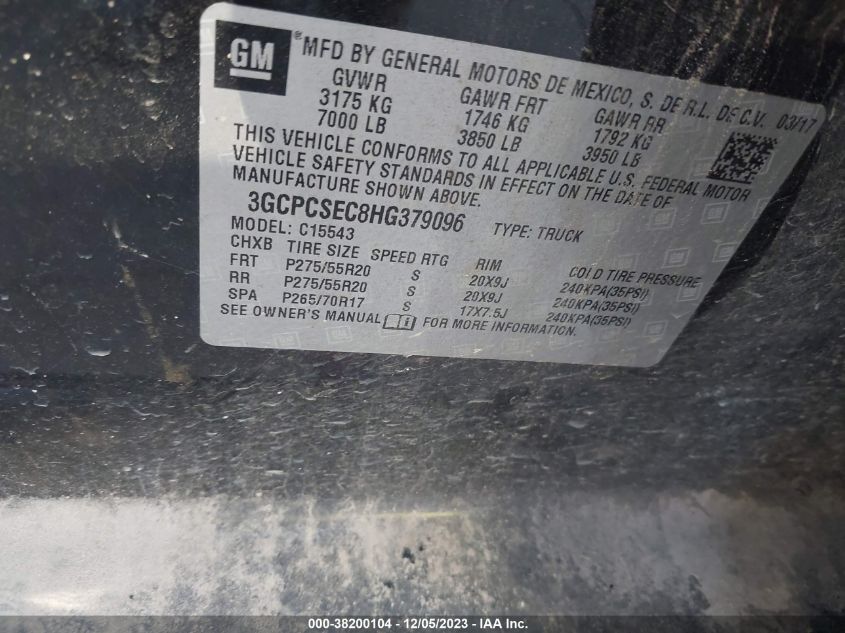 GM
®MFD BY GENERAL MOTORS DE MEXICO, S. DE R.L. DE C.V. 03/17
GVWR GAWR FRT GAWR RR
3175 KG 1746 KG 1792 KG
7000 LB 3850 LB 3950 LB
THIS VEHICLE CONFORMS TO ALL APPLICABLE U.S. FEDERAL MOTOR
VEHICLE SAFETY STANDARDS IN EFFECT ON THE DATE OF
MANUFACTURE SHOWN ABOVE.
3GCPCSEC8HG379096 TYPE: TRUCK
MODEL: C15543
CHXB TIRE SIZE SPEED RTG RIM COLD TIRE PRESSURE
FRT P275/55R20 S 20X9J 240KPA(35PSI)
RR P275/55R20 S 20X9J 240KPA(35PSI)
SPA P265/70R17 S 17X7.5J 240KPA(35PSI)
SEE OWNER'S MANUAL FOR MORE INFORMATION.
000-38200104 - 12/05/2023 - IAA Inc.